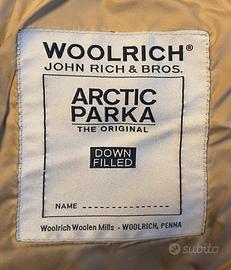 WOOLRICH®
JOHN RICH & BROS.
ARCTIC
PARKA
THE ORIGINAL
DOWN
FILLED
NAME -----------
Woolrich Woolen Mills - WOOLRICH, PENNA
subito